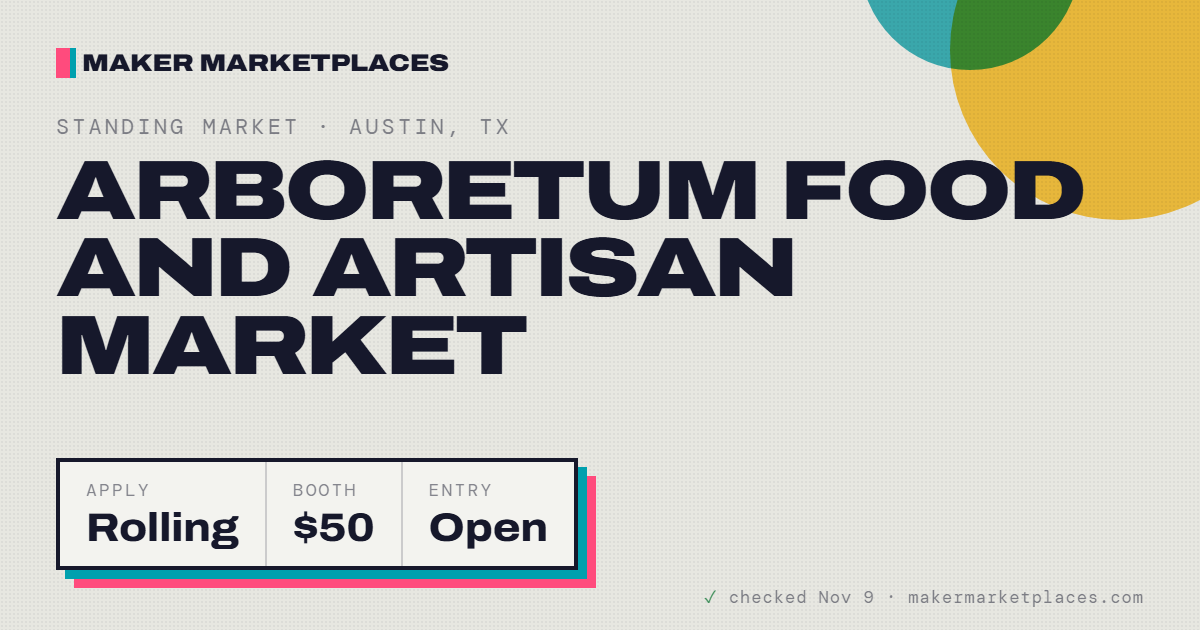 MAKER MARKETPLACES
STANDING MARKET · AUSTIN, TX
ARBORETUM FOOD
AND ARTISAN
MARKET
APPLY BOOTH ENTRY
Rolling $50 Open
✓ checked Nov 9 · makermarketplaces.com